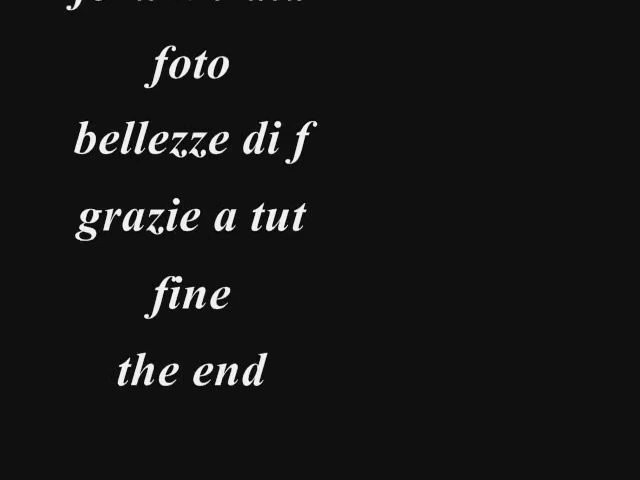 foto
bellezze di f
grazie a tut
fine
the end